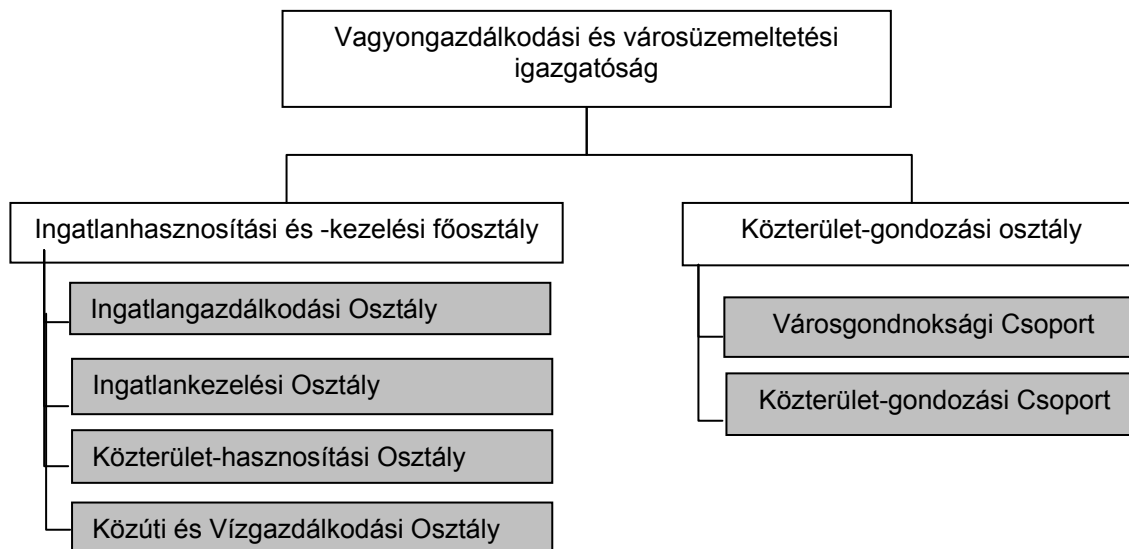 Vagyongazdálkodási és városüzemeltetési
igazgatóság
Ingatlanhasznosítási és -kezelési főosztály
Közterület-gondozási osztály
Ingatlangazdálkodási Osztály
Ingatlankezelési Osztály
Közterület-hasznosítási Osztály
Közúti és Vízgazdálkodási Osztály
Városgondnoksági Csoport
Közterület-gondozási Csoport